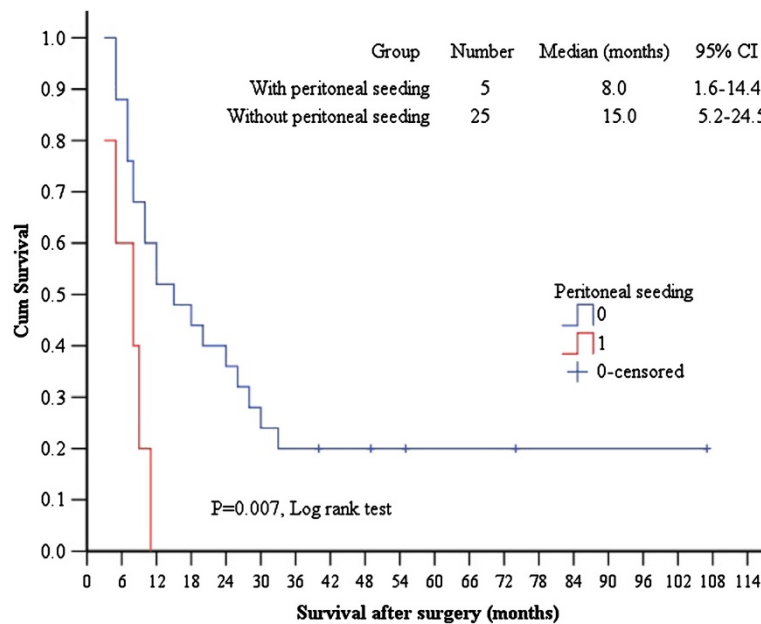 Group Number Median (months) 95% CI
With peritoneal seeding 5 8.0 1.6-14.4
Without peritoneal seeding 25 15.0 5.2-24.5
1.0
0.9
0.8
0.7
0.6
0.5
0.4
0.3
0.2
0.1
0.0
Cum Survival
Peritoneal seeding
0
1
0-censored
P=0.007, Log rank test
0 6 12 18 24 30 36 42 48 54 60 66 72 78 84 90 96 102 108 114
Survival after surgery (months)